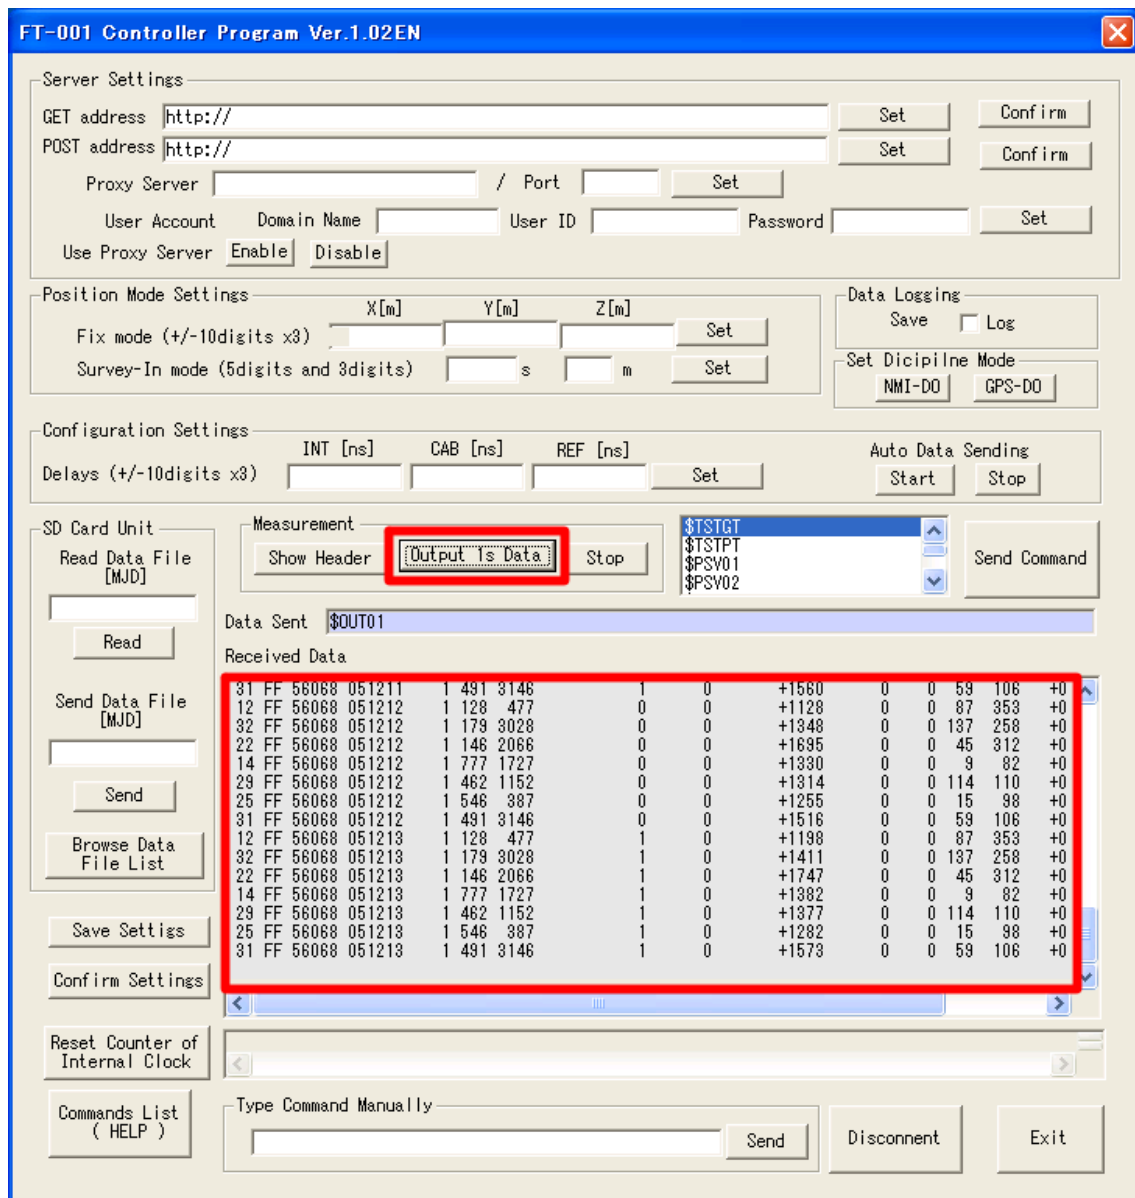 FT-001 Controller Program Ver.1.02EN
Server Settings
GET address http:// Set Confirm
POST address http:// Set Confirm
Proxy Server / Port Set
User Account Domain Name User ID Password Set
Use Proxy Server Enable Disable
Position Mode Settings
X[m] Y[m] Z[m]
Fix mode (+/-10digits x3) Set
Survey-In mode (5digits and 3digits) s m Set
Data Logging
Save Log
Set Dicipilne Mode
NMI-DO GPS-DO
Configuration Settings
INT [ns] CAB [ns] REF [ns]
Delays (+/-10digits x3) Set
Auto Data Sending
Start Stop
SD Card Unit
Read Data File
[MJD]
Read
Send Data File
[MJD]
Send
Browse Data
File List
Measurement
Show Header Output 1s Data Stop
$TSTGT
$TSTPT
$PSV01
$PSV02
Send Command
Data Sent $OUT01
Received Data
31 FF 56068 051211 1 491 3146 1 0 +1560 0 0 59 106 +0
12 FF 56068 051212 1 128 477 0 0 +1128 0 0 87 353 +0
32 FF 56068 051212 1 179 3028 0 0 +1348 0 0 137 258 +0
22 FF 56068 051212 1 146 2066 0 0 +1695 0 0 45 312 +0
14 FF 56068 051212 1 777 1727 0 0 +1330 0 0 9 82 +0
29 FF 56068 051212 1 462 1152 0 0 +1314 0 0 114 110 +0
25 FF 56068 051212 1 546 387 0 0 +1255 0 0 15 98 +0
31 FF 56068 051212 1 491 3146 0 0 +1516 0 0 59 106 +0
12 FF 56068 051213 1 128 477 1 0 +1198 0 0 87 353 +0
32 FF 56068 051213 1 179 3028 1 0 +1411 0 0 137 258 +0
22 FF 56068 051213 1 146 2066 1 0 +1747 0 0 45 312 +0
14 FF 56068 051213 1 777 1727 1 0 +1382 0 0 9 82 +0
29 FF 56068 051213 1 462 1152 1 0 +1377 0 0 114 110 +0
25 FF 56068 051213 1 546 387 1 0 +1282 0 0 15 98 +0
31 FF 56068 051213 1 491 3146 1 0 +1573 0 0 59 106 +0
Save Settigs
Confirm Settings
Reset Counter of
Internal Clock
Commands List
( HELP )
Type Command Manually
Send
Disconnent
Exit